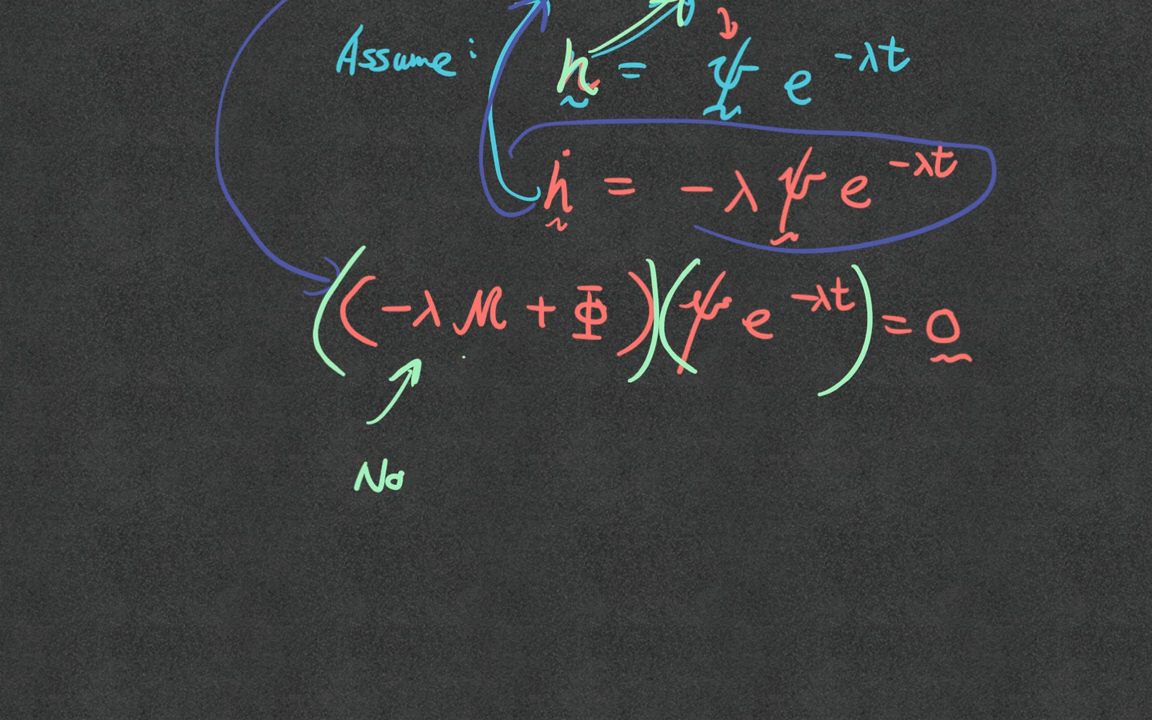 Assume: h = ψ e^{-λt}
ḣ = -λ ψ e^{-λt}
((-λ M + Φ))(ψ e^{-λt}) = 0
No